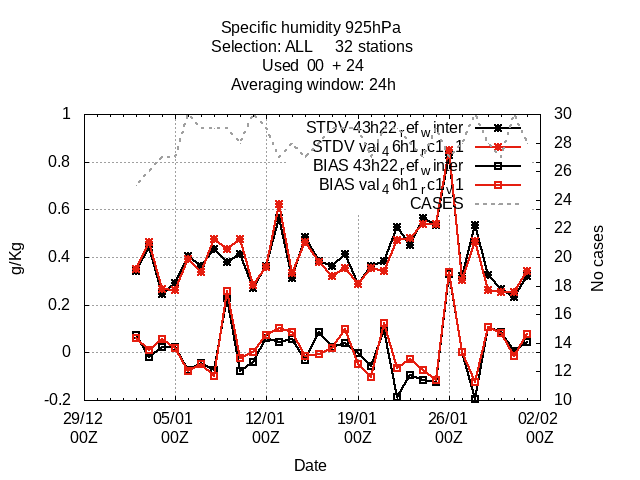 Specific humidity 925hPa
Selection: ALL 32 stations
Used 00 + 24
Averaging window: 24h
STDV 43h22_ref_winter
STDV val_46h1_rc1_1
BIAS 43h22_ref_winter
BIAS val_46h1_rc1_v1
CASES
g/Kg
1
0.8
0.6
0.4
0.2
0
-0.2
No cases
30
28
26
24
22
20
18
16
14
12
10
29/12 05/01 12/01 19/01 26/01 02/02
00Z 00Z 00Z 00Z 00Z 00Z
Date